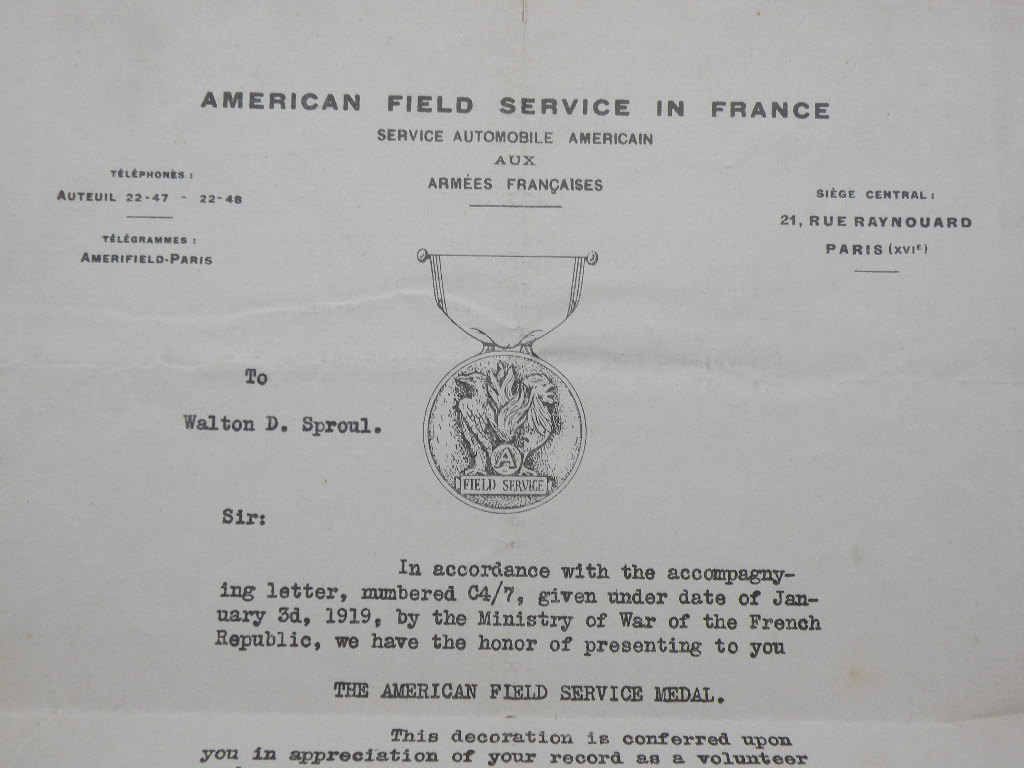 AMERICAN FIELD SERVICE IN FRANCE
SERVICE AUTOMOBILE AMERICAIN
AUX
ARMÉES FRANÇAISES
TÉLÉPHONES :
AUTEUIL 22-47 - 22-48
TÉLÉGRAMMES :
AMERIFIELD-PARIS
SIÈGE CENTRAL :
21, RUE RAYNOUARD
PARIS (XVIE)
To
Walton D. Sproul.
A
FIELD SERVICE
Sir:
In accordance with the accompagny-
ing letter, mumbered C4/7, given under date of Jan-
uary 3d, 1919, by the Ministry of War of the French
Republic, we have the honor of presenting to you
THE AMERICAN FIELD SERVICE MEDAL.
This decoration is conferred upon
you in appreciation of your record as a volunteer